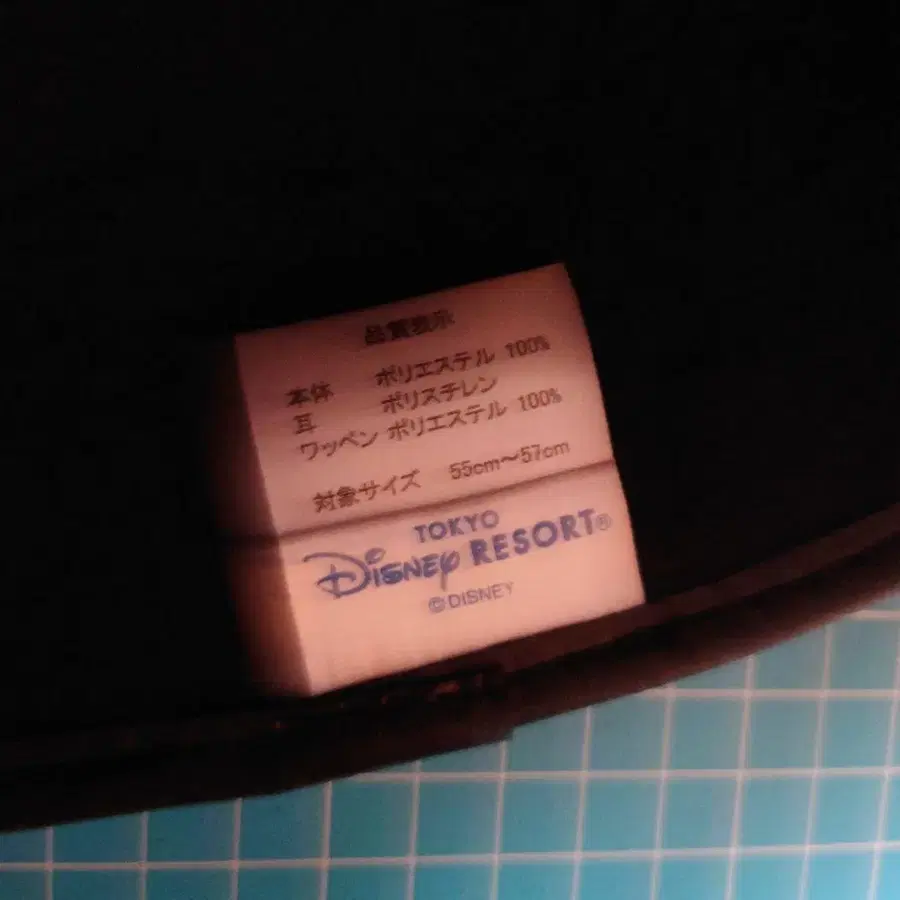 品質表示
本体 ポリエステル 100%
耳 ポリスチレン
ワッペン ポリエステル 100%
対象サイズ 55cm～57cm
TOKYO
DISNEY RESORT®
©DISNEY